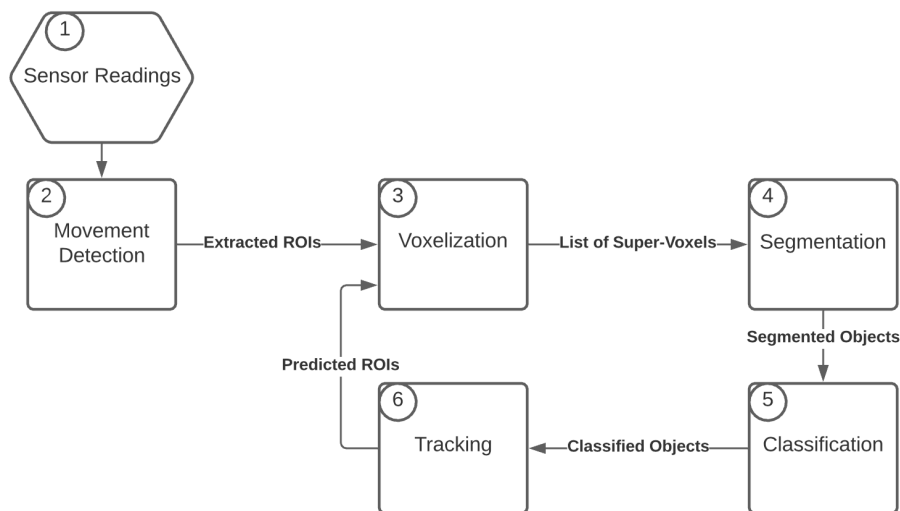 1
Sensor Readings
2
Movement
Detection
Extracted ROIs
3
Voxelization
List of Super-Voxels
4
Segmentation
Segmented Objects
5
Classification
Classified Objects
6
Tracking
Predicted ROIs